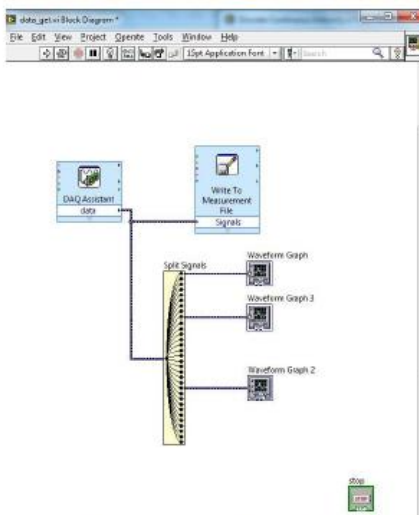 data_get.vi Block Diagram *
File Edit View Project Operate Tools Window Help
15pt Application Font
Search
DAQ Assistant
data
Write To
Measurement
File
Signals
Split Signals
Waveform Graph
Waveform Graph 3
Waveform Graph 2
stop